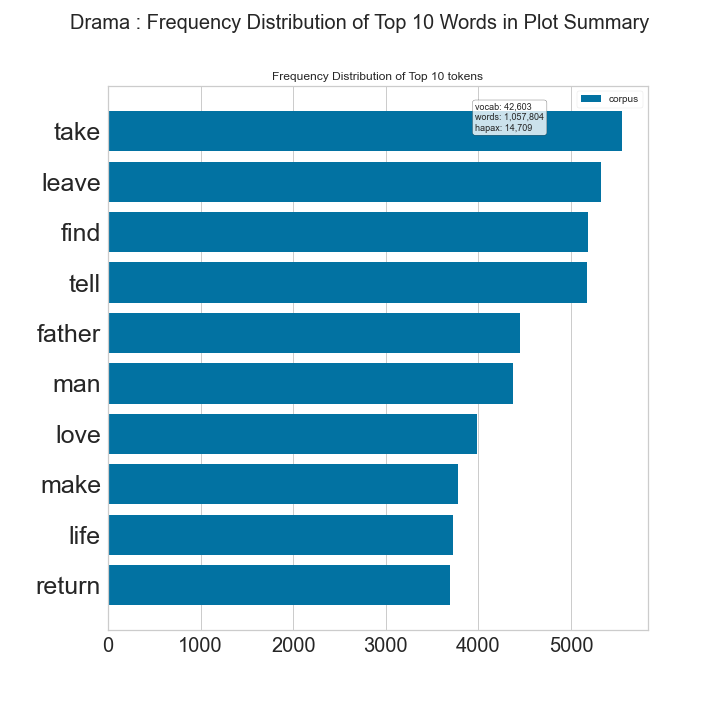 Drama : Frequency Distribution of Top 10 Words in Plot Summary
Frequency Distribution of Top 10 tokens
corpus
vocab: 42,603
words: 1,057,804
hapax: 14,709
take
leave
find
tell
father
man
love
make
life
return
0 1000 2000 3000 4000 5000